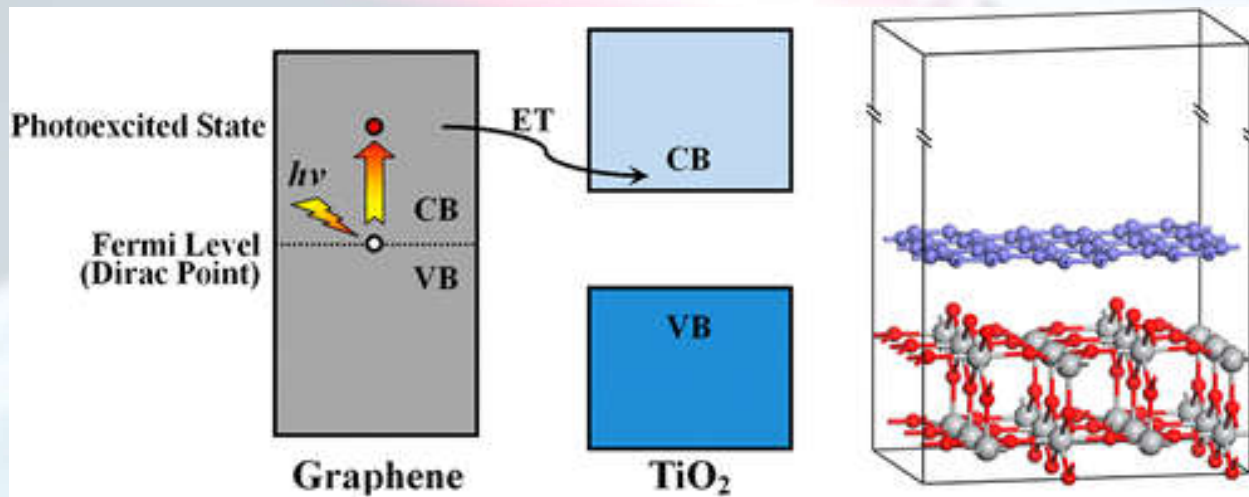 Photoexcited State
hν
CB
Fermi Level
(Dirac Point)
VB
Graphene
ET
CB
VB
TiO₂